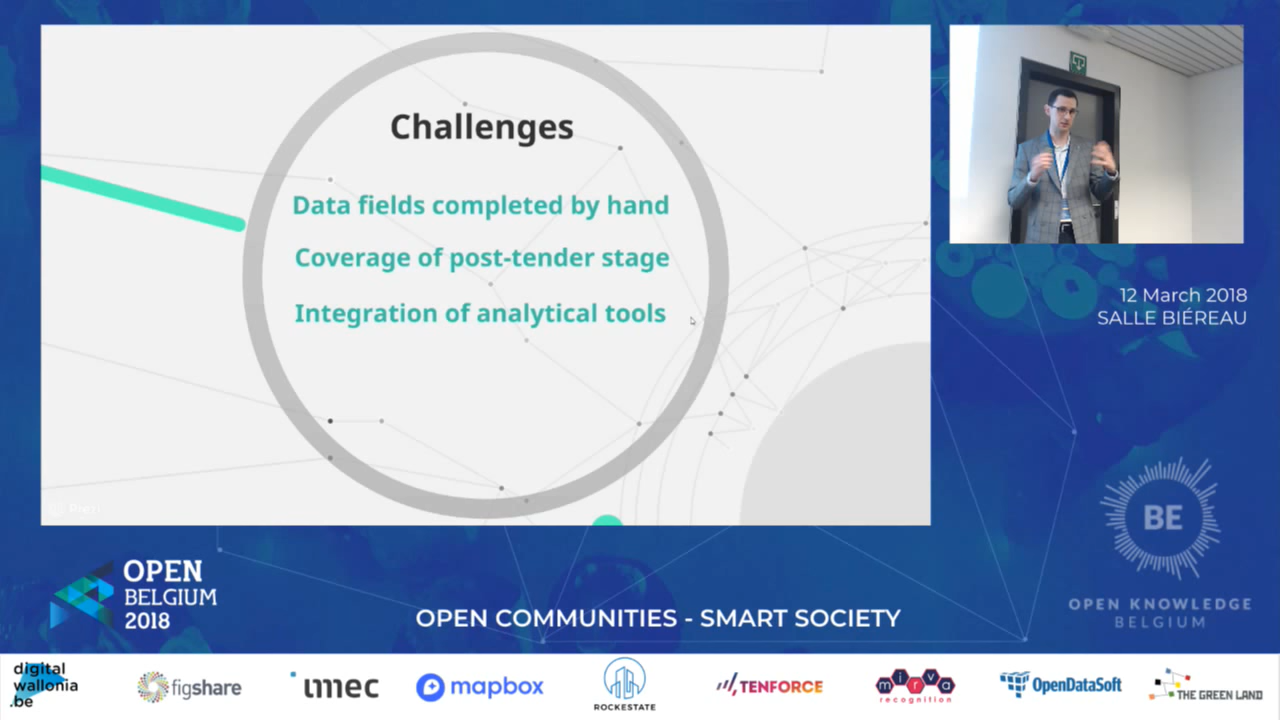 Challenges
Data fields completed by hand
Coverage of post-tender stage
Integration of analytical tools
Prezi
12 March 2018
SALLE BIÉREAU
BE
OPEN KNOWLEDGE
BELGIUM
OPEN
BELGIUM
2018
OPEN COMMUNITIES - SMART SOCIETY
digital
wallonia
.be
figshare
imec
mapbox
ROCKESTATE
TENFORCE
mirva
recognition
OpenDataSoft
THE GREEN LAND